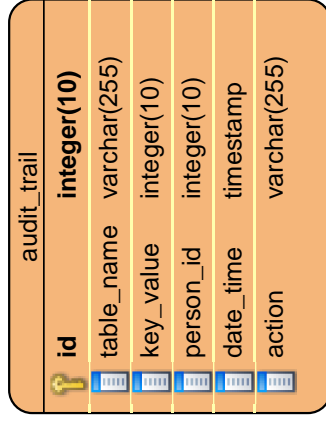 audit_trail
id integer(10)
table_name varchar(255)
key_value integer(10)
person_id integer(10)
date_time timestamp
action varchar(255)